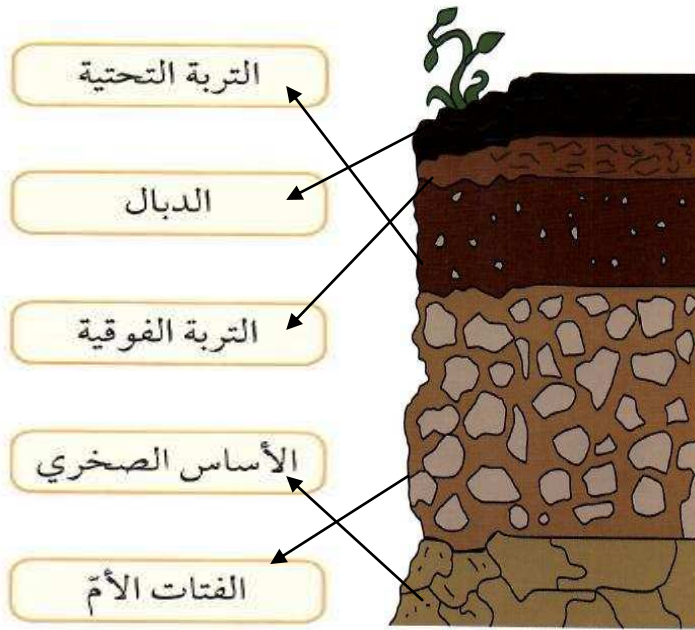 التربة التحتية
الدبال
التربة الفوقية
الأساس الصخري
الفتات الأمّ